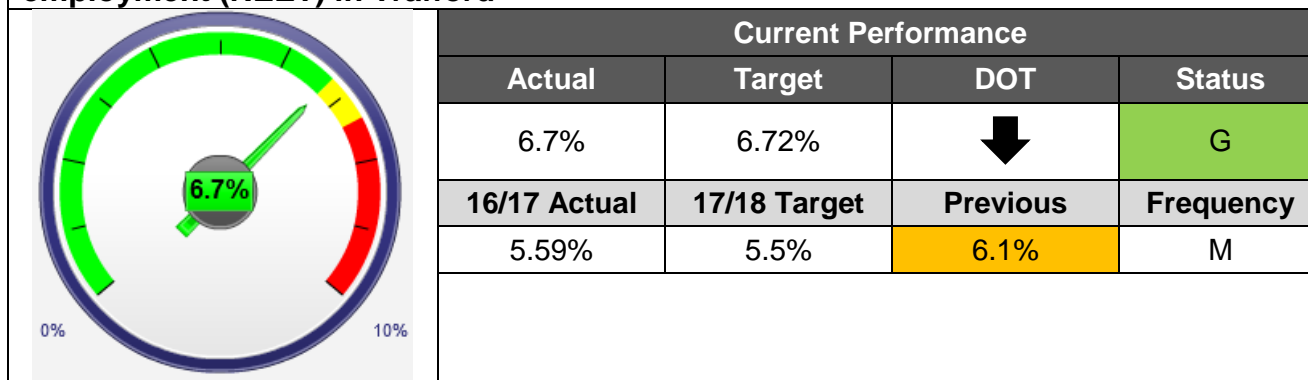 6.7%
0%
10%
Current Performance
Actual Target DOT Status
6.7% 6.72% G
16/17 Actual 17/18 Target Previous Frequency
5.59% 5.5% 6.1% M